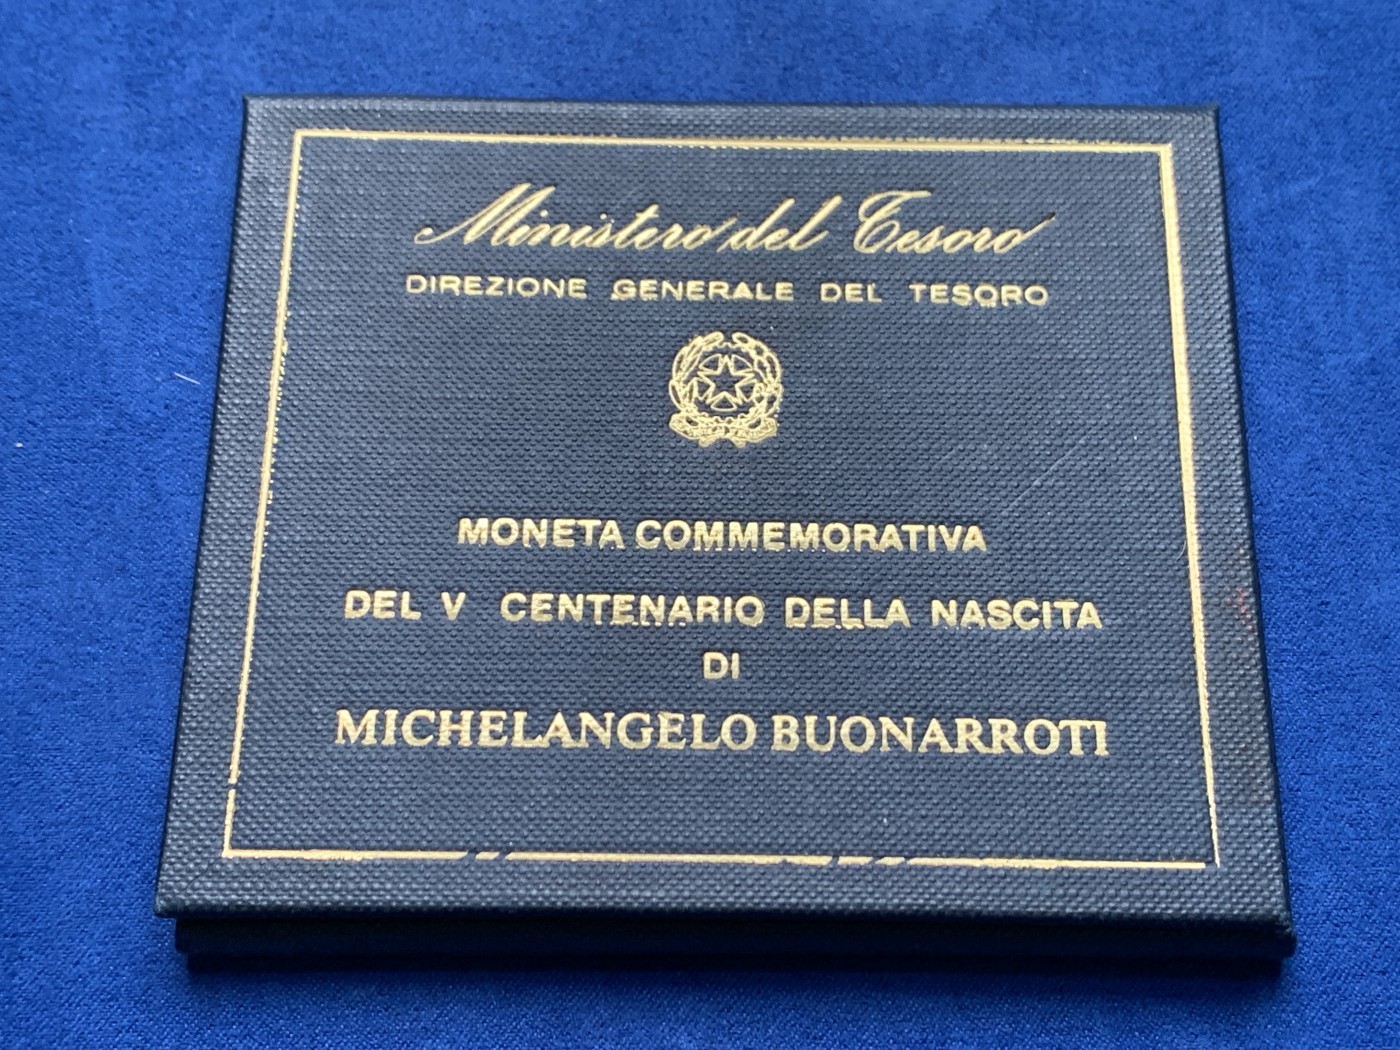 Ministero del Tesoro
DIREZIONE GENERALE DEL TESORO
MONETA COMMEMORATIVA
DEL V CENTENARIO DELLA NASCITA
DI
MICHELANGELO BUONARROTI